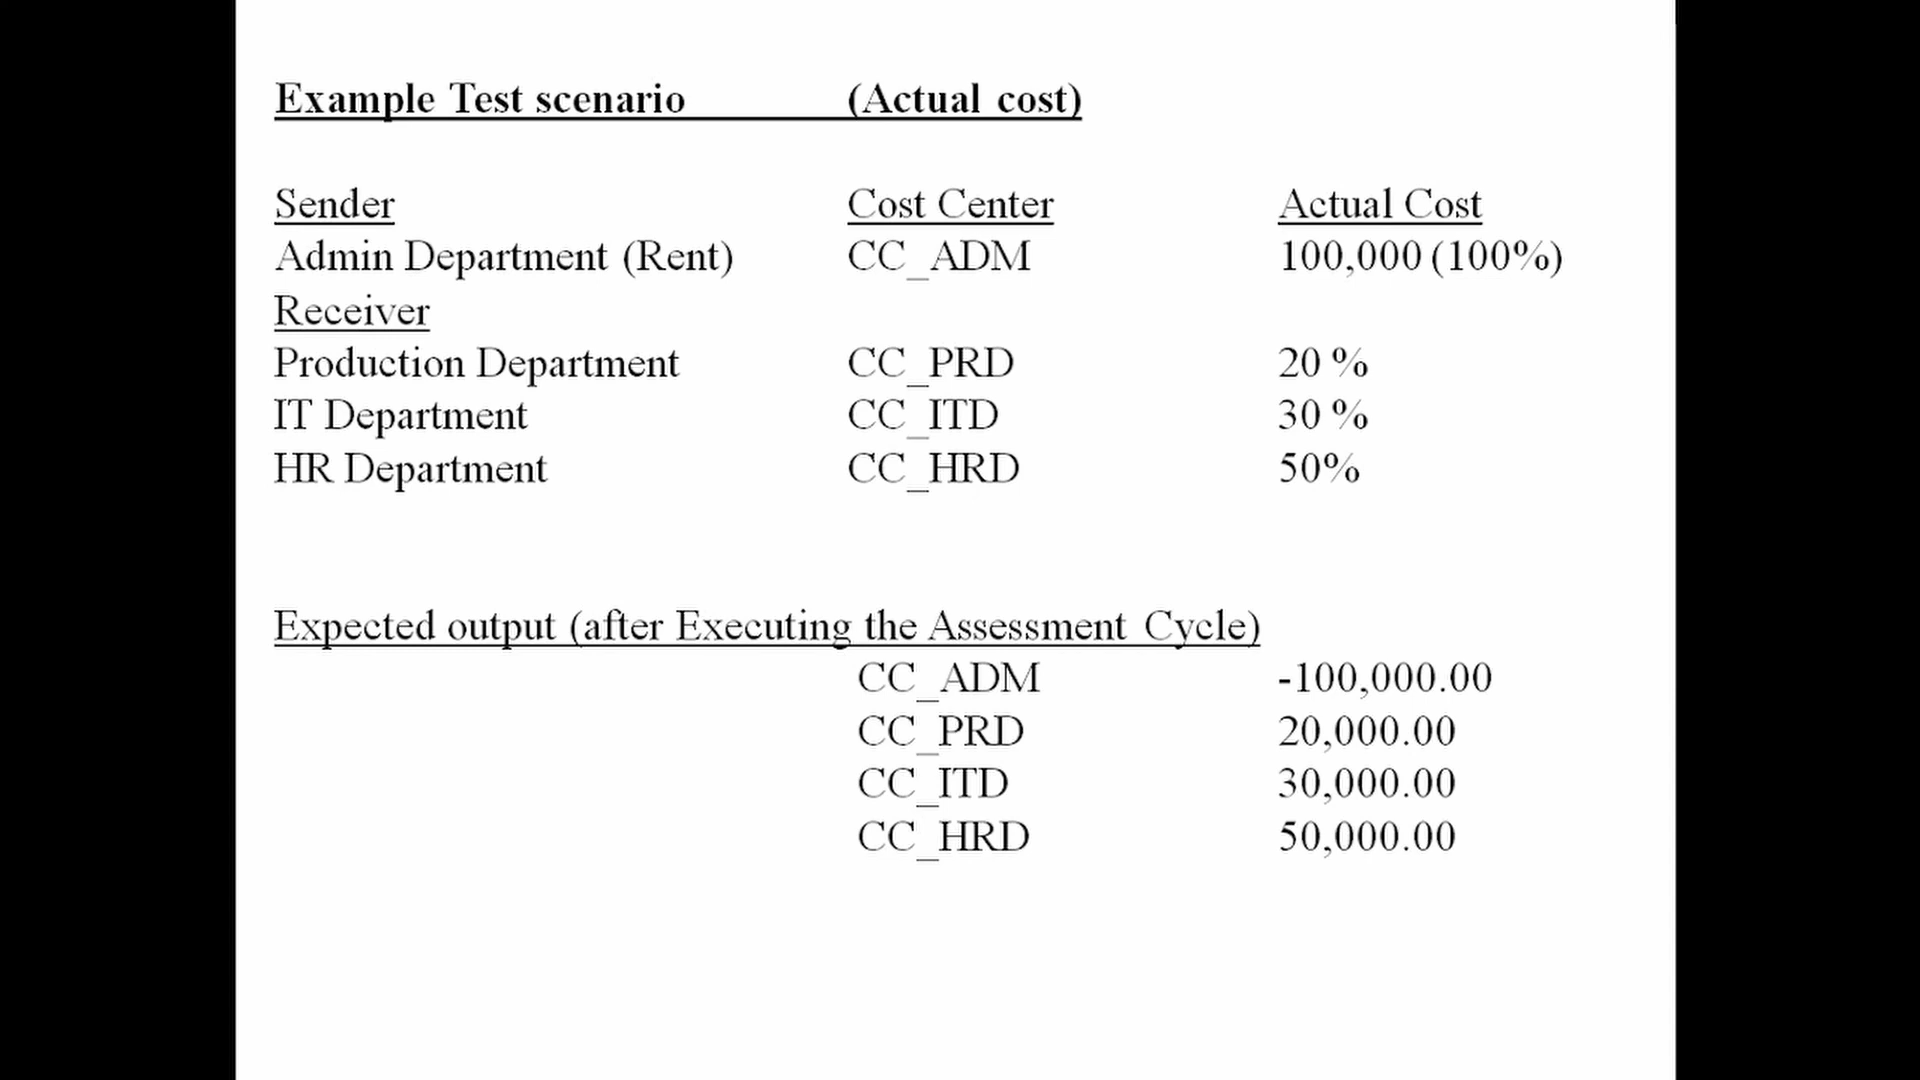 Example Test scenario (Actual cost)
Sender Cost Center Actual Cost
Admin Department (Rent) CC_ADM 100,000 (100%)
Receiver
Production Department CC_PRD 20 %
IT Department CC_ITD 30 %
HR Department CC_HRD 50%
Expected output (after Executing the Assessment Cycle)
CC_ADM -100,000.00
CC_PRD 20,000.00
CC_ITD 30,000.00
CC_HRD 50,000.00